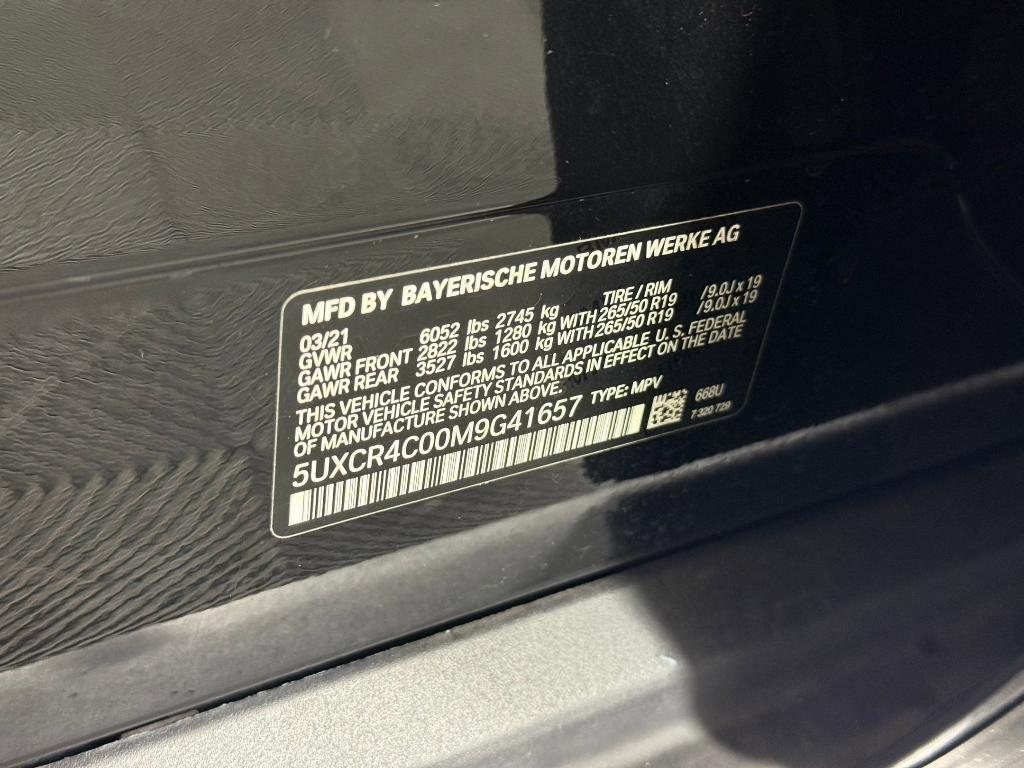 MFD BY BAYERISCHE MOTOREN WERKE AG
03/21 TIRE / RIM
GVWR 6052 lbs 2745 kg
GAWR FRONT 2822 lbs 1280 kg WITH 265/50 R19 /9.0J x 19
GAWR REAR 3527 lbs 1600 kg WITH 265/50 R19 /9.0J x 19
THIS VEHICLE CONFORMS TO ALL APPLICABLE U.S. FEDERAL
MOTOR VEHICLE SAFETY STANDARDS IN EFFECT ON THE DATE
OF MANUFACTURE SHOWN ABOVE.
5UXCR4C00M9G41657 TYPE: MPV
668U
7 320 729